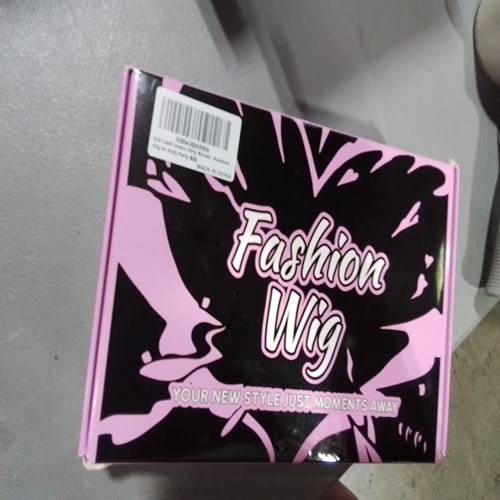 MADE IN CHINA
Fashion
Wig
YOUR NEW STYLE JUST MOMENTS AWAY